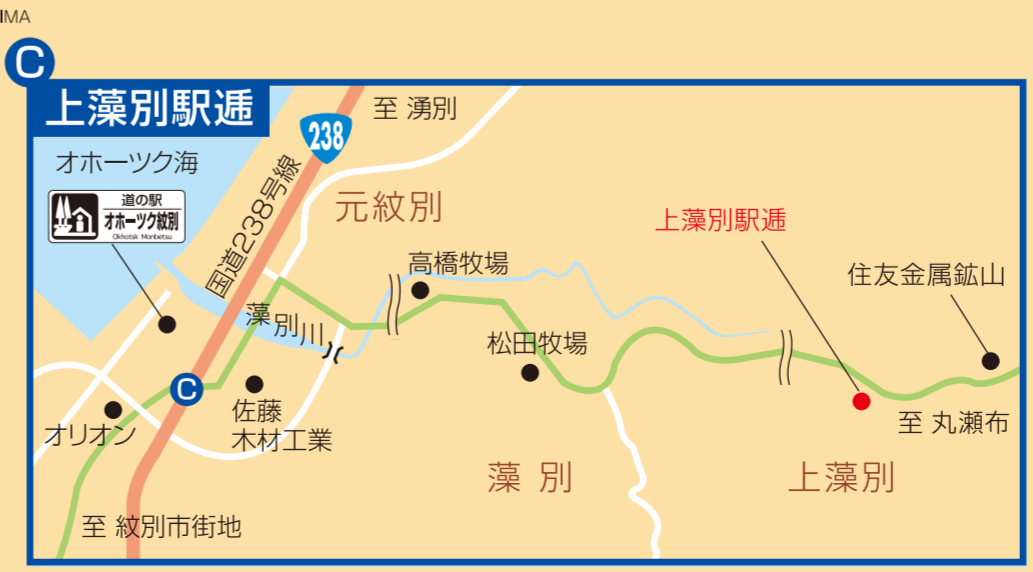 IMA
C
上藻別駅逓
至 湧別
238
オホーツク海
国道238号線
道の駅
オホーツク紋別
Okhotsk Monbetsu
元紋別
上藻別駅逓
高橋牧場
住友金属鉱山
藻別川
松田牧場
C
佐藤
木材工業
オリオン
至 丸瀬布
藻 別
上藻別
至 紋別市街地